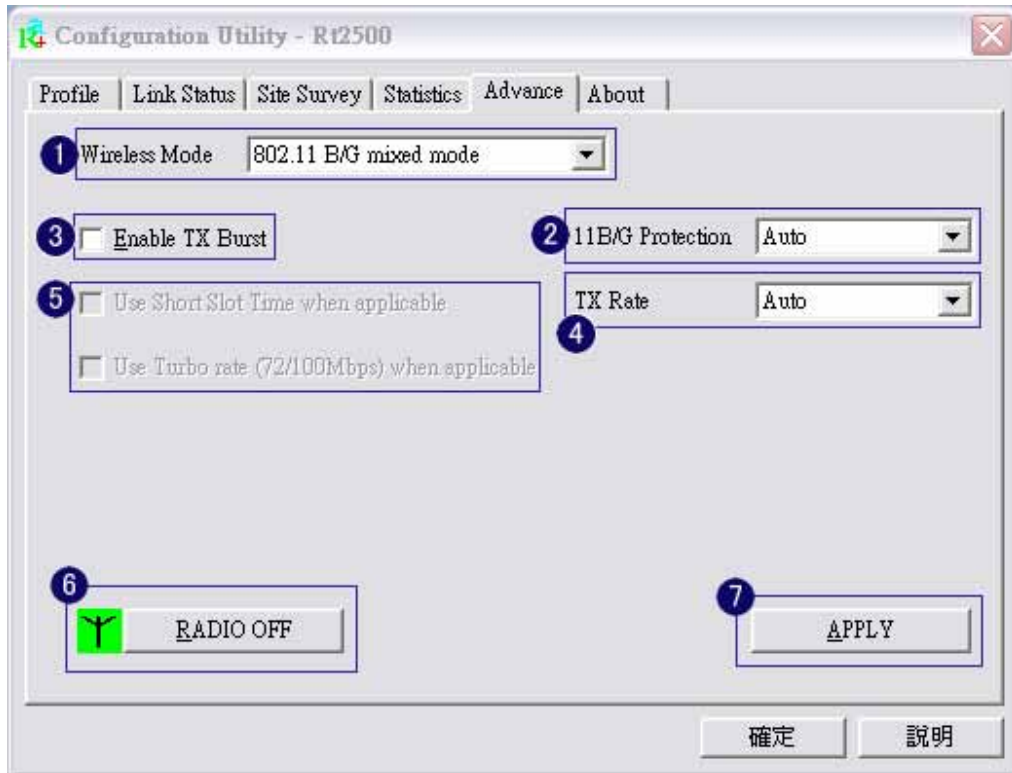 Configuration Utility - Rt2500
Profile Link Status Site Survey Statistics Advance About
1 Wireless Mode 802.11 B/G mixed mode
3 Enable TX Burst
2 11B/G Protection Auto
5 Use Short Slot Time when applicable
TX Rate Auto
4
Use Turbo rate (72/100Mbps) when applicable
6
RADIO OFF
7
APPLY
確定 說明